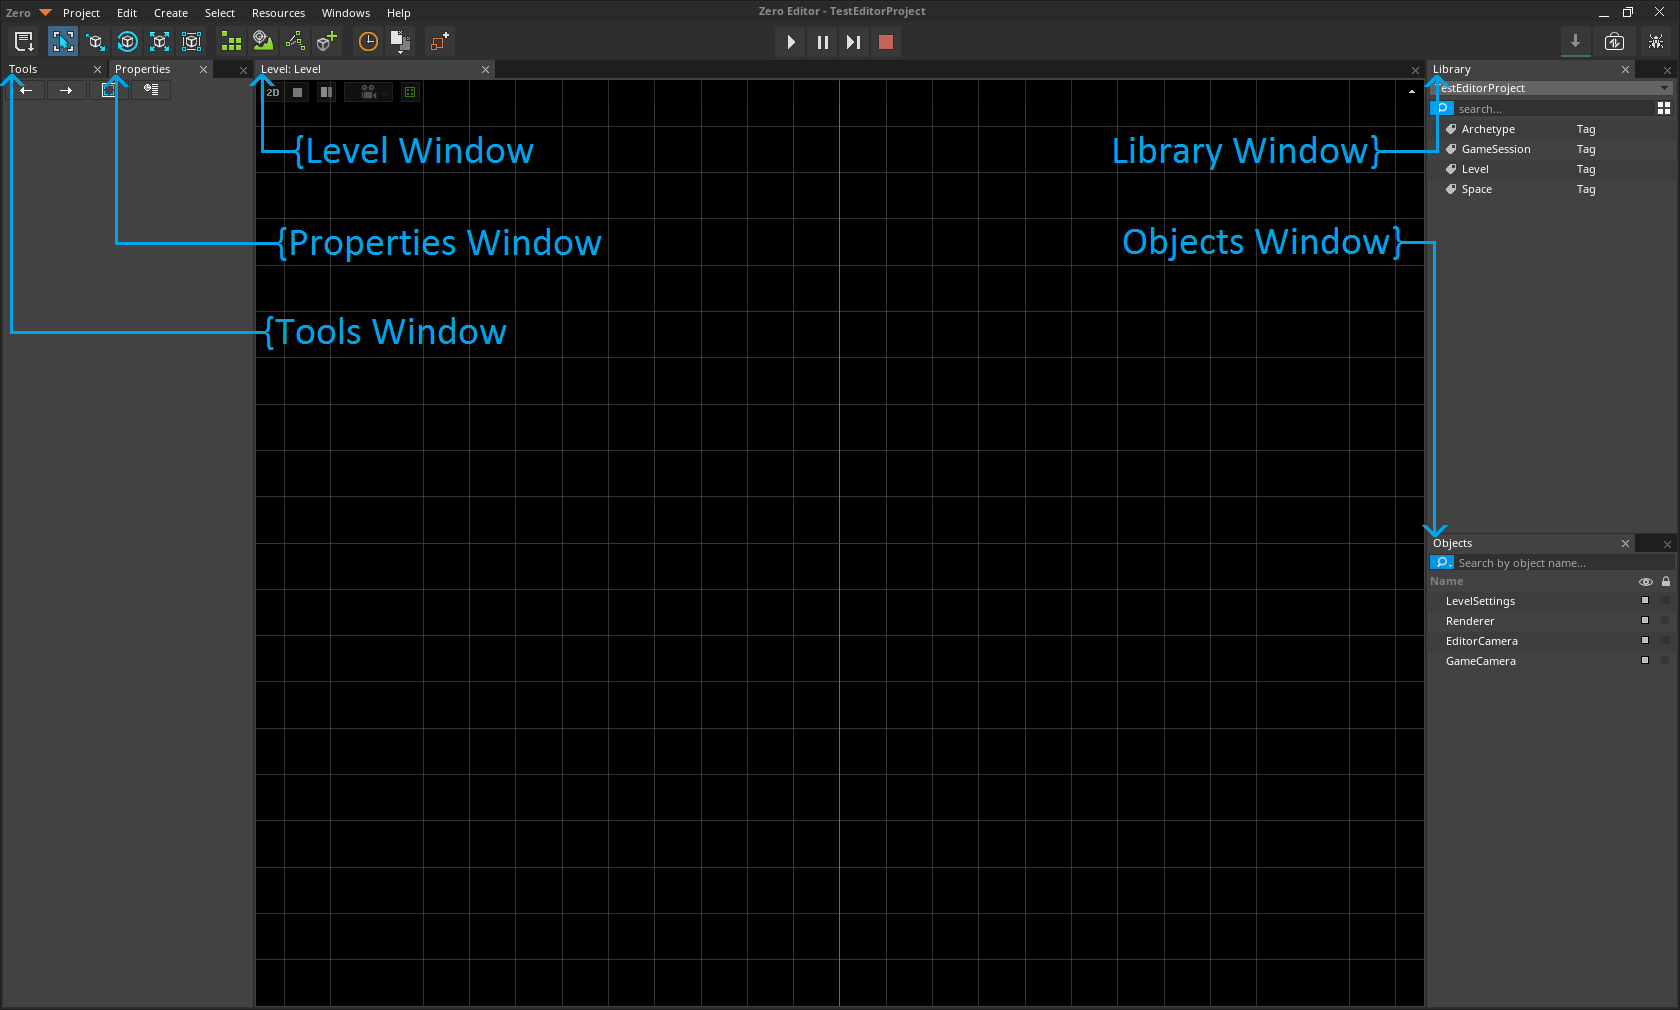 Zero Project Edit Create Select Resources Windows Help
Zero Editor - TestEditorProject
Tools
Properties
Level: Level
Library
2D
TestEditorProject
search...
Archetype Tag
GameSession Tag
Level Tag
Space Tag
{Level Window
Library Window}
{Properties Window
Objects Window}
{Tools Window
Objects
Search by object name...
Name
LevelSettings
Renderer
EditorCamera
GameCamera